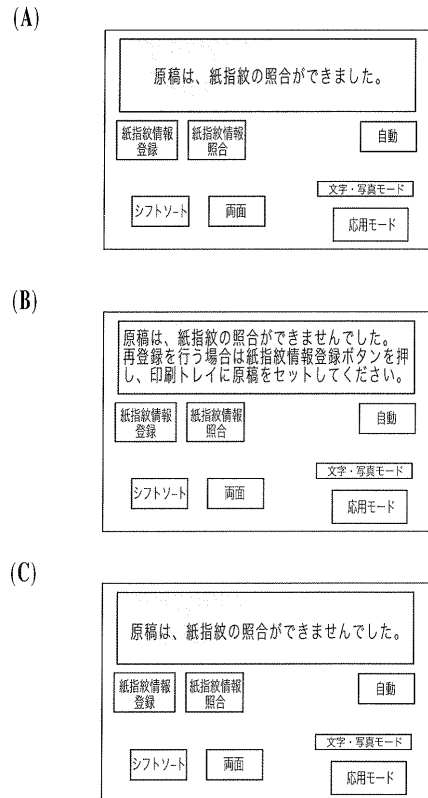 (A)
原稿は、紙指紋の照合ができました。
紙指紋情報
登録
紙指紋情報
照合
自動
文字・写真モード
シフトソート
両面
応用モード
(B)
原稿は、紙指紋の照合ができませんでした。
再登録を行う場合は紙指紋情報登録ボタンを押
し、印刷トレイに原稿をセットしてください。
紙指紋情報
登録
紙指紋情報
照合
自動
文字・写真モード
シフトソート
両面
応用モード
(C)
原稿は、紙指紋の照合ができませんでした。
紙指紋情報
登録
紙指紋情報
照合
自動
文字・写真モード
シフトソート
両面
応用モード